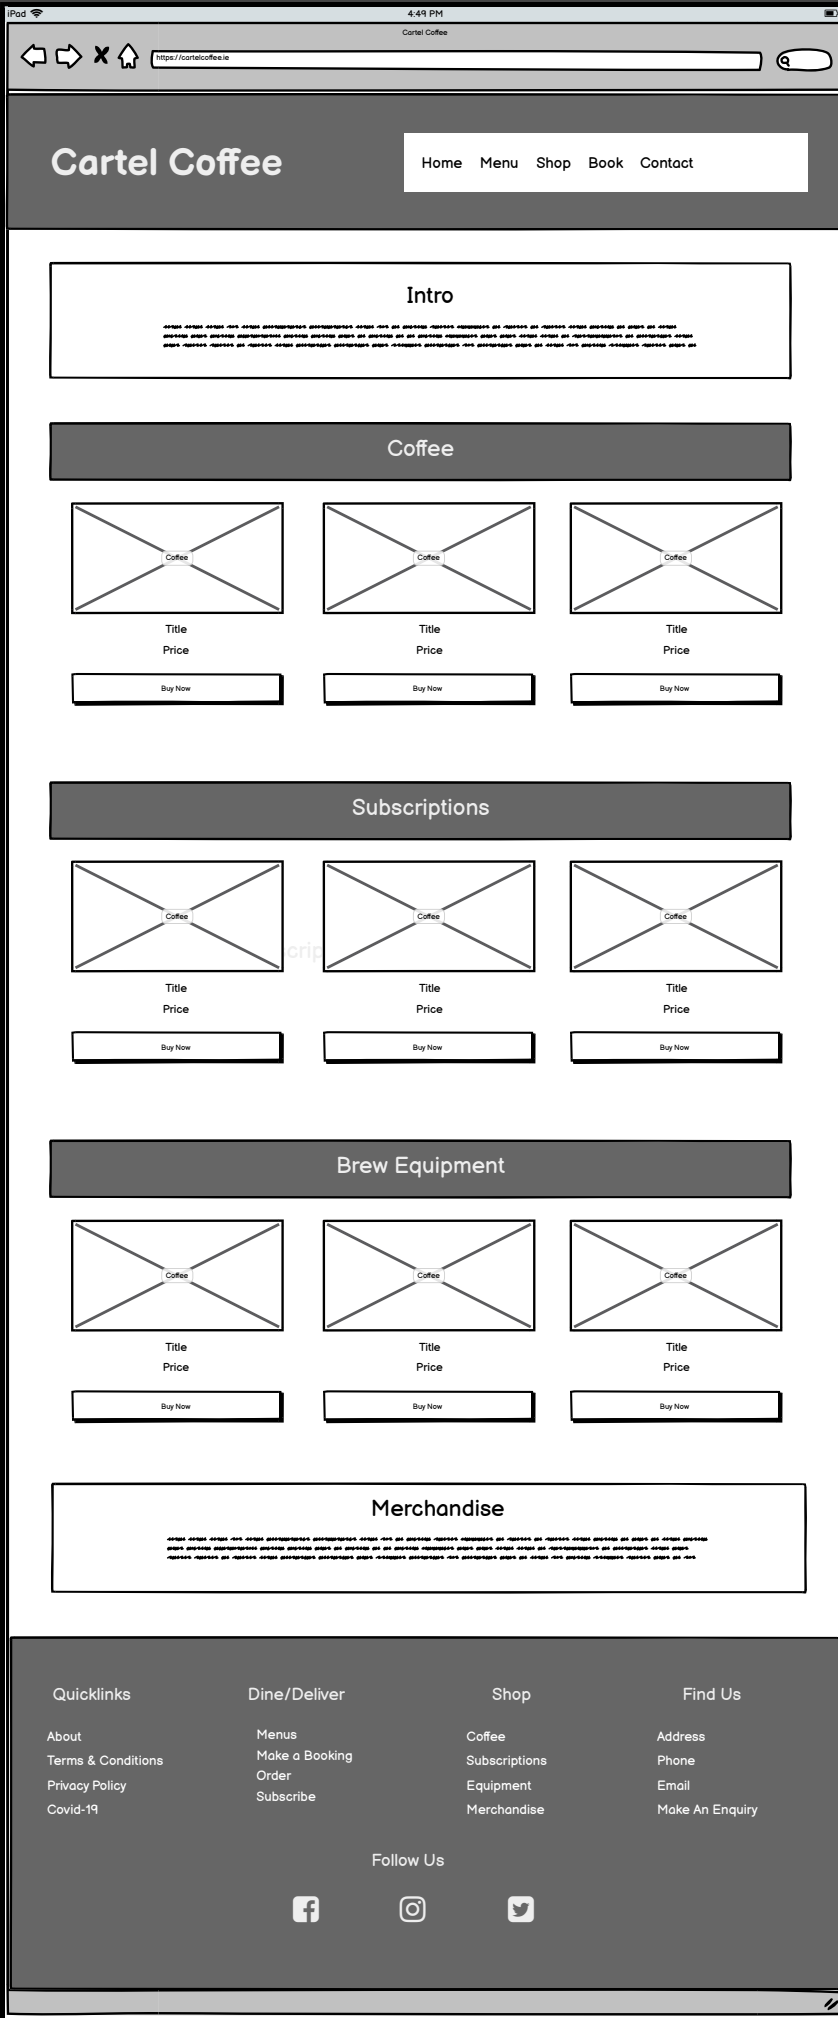 iPad 4:49 PM
Cartel Coffee
https://cartelcoffee.ie
Cartel Coffee
Home Menu Shop Book Contact
Intro
Coffee
Coffee Coffee Coffee
Title Title Title
Price Price Price
Buy Now Buy Now Buy Now
Subscriptions
Coffee Coffee Coffee
crip
Title Title Title
Price Price Price
Buy Now Buy Now Buy Now
Brew Equipment
Coffee Coffee Coffee
Title Title Title
Price Price Price
Buy Now Buy Now Buy Now
Merchandise
Quicklinks
About
Terms & Conditions
Privacy Policy
Covid-19
Dine/Deliver
Menus
Make a Booking
Order
Subscribe
Shop
Coffee
Subscriptions
Equipment
Merchandise
Find Us
Address
Phone
Email
Make An Enquiry
Follow Us